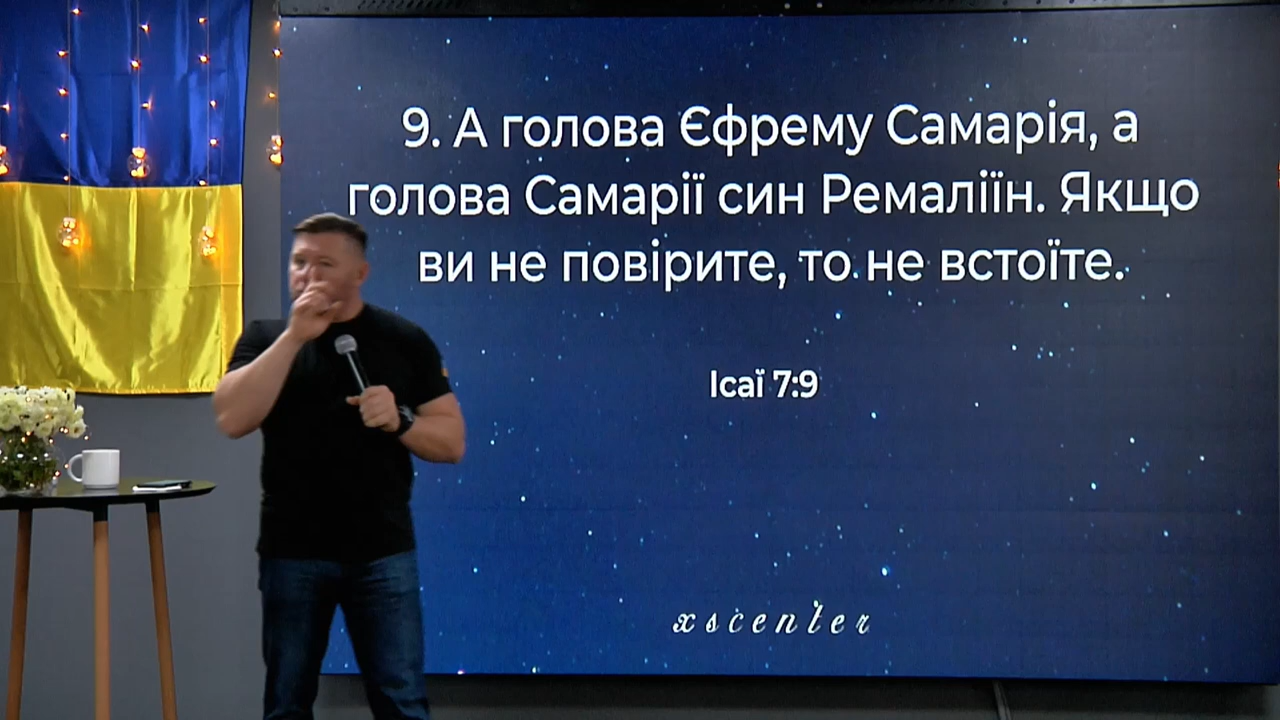 9. А голова Єфрему Самарія, а
голова Самарії син Ремаліїн. Якщо
ви не повірите, то не встоїте.
Ісаї 7:9
xscenter